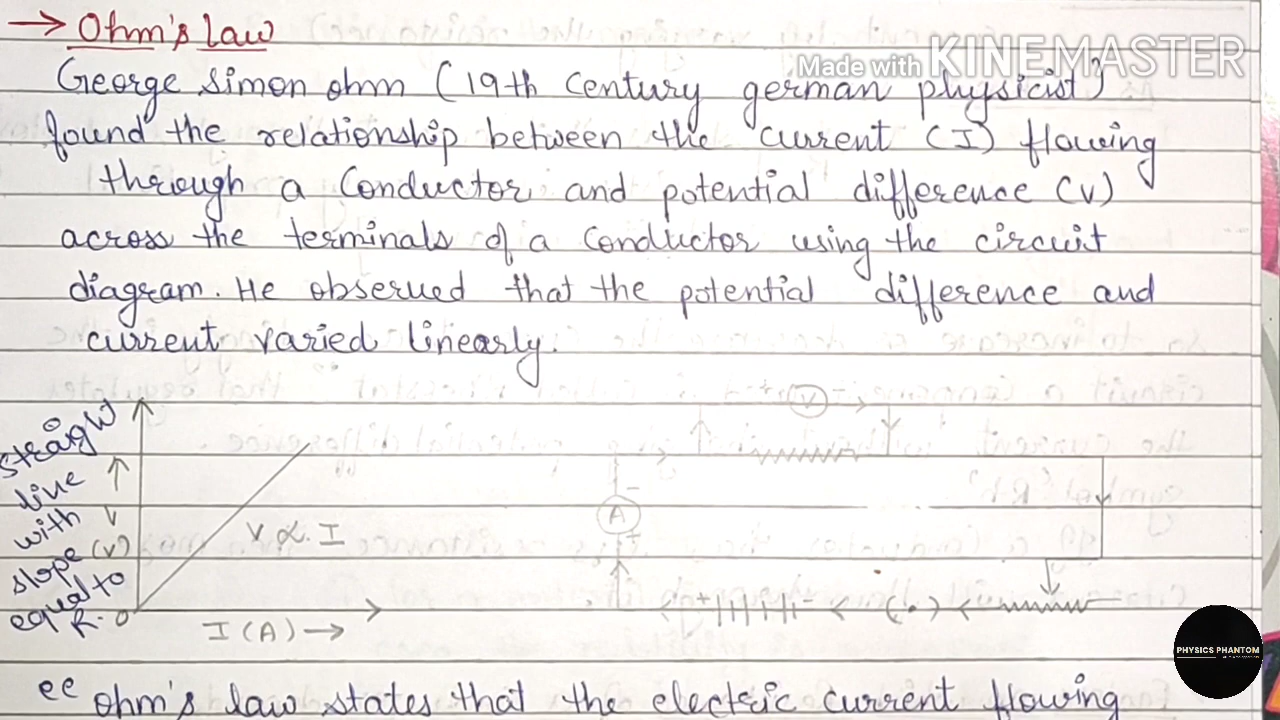 → Ohm's law
Made with KINEMASTER
George Simon ohm (19th Century german physicist)
found the relationship between the current (I) flowing
through a Conductor and potential difference (V)
across the terminals of a conductor using the circuit
diagram. He observed that the potential difference and
current varied linearly.
straight
line
with
slope
equal to
R.
(V)
V ∝ I
O
I (A) →
V
A
+
-
+
-
(•)
PHYSICS PHANTOM
ee ohm's law states that the electric current flowing